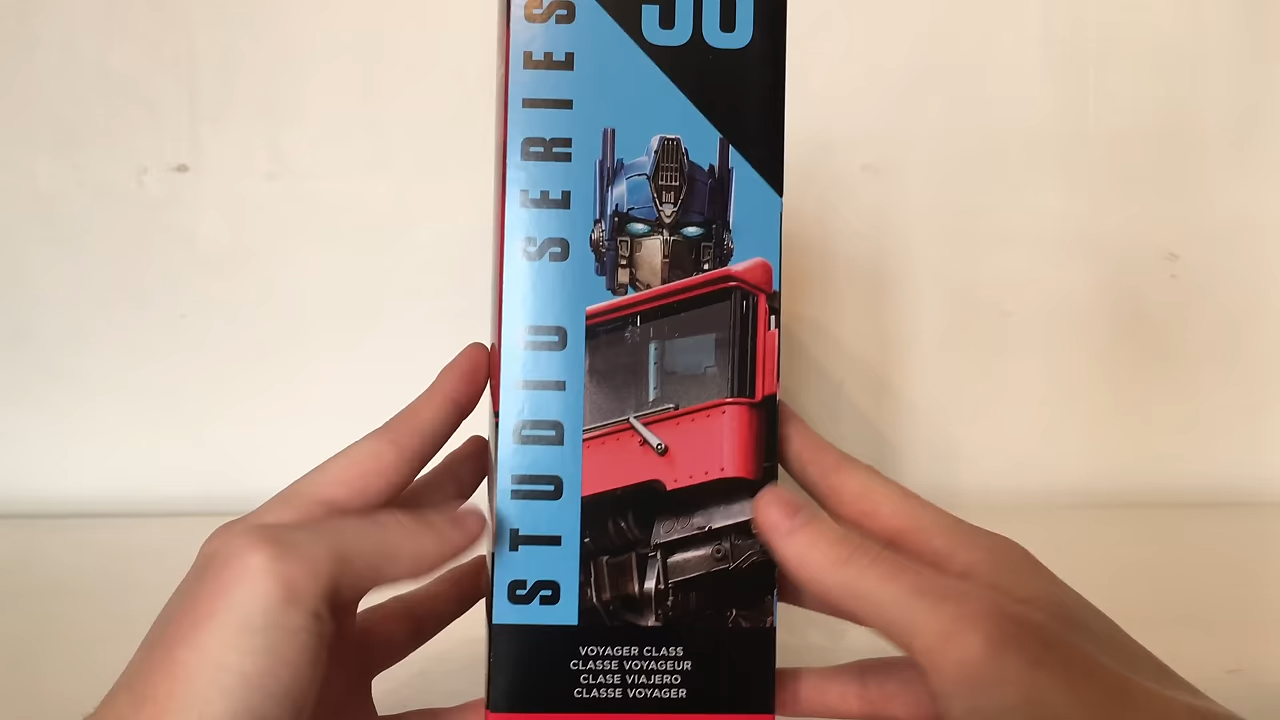 STUDIO SERIES
VOYAGER CLASS
CLASSE VOYAGEUR
CLASE VIAJERO
CLASSE VOYAGER